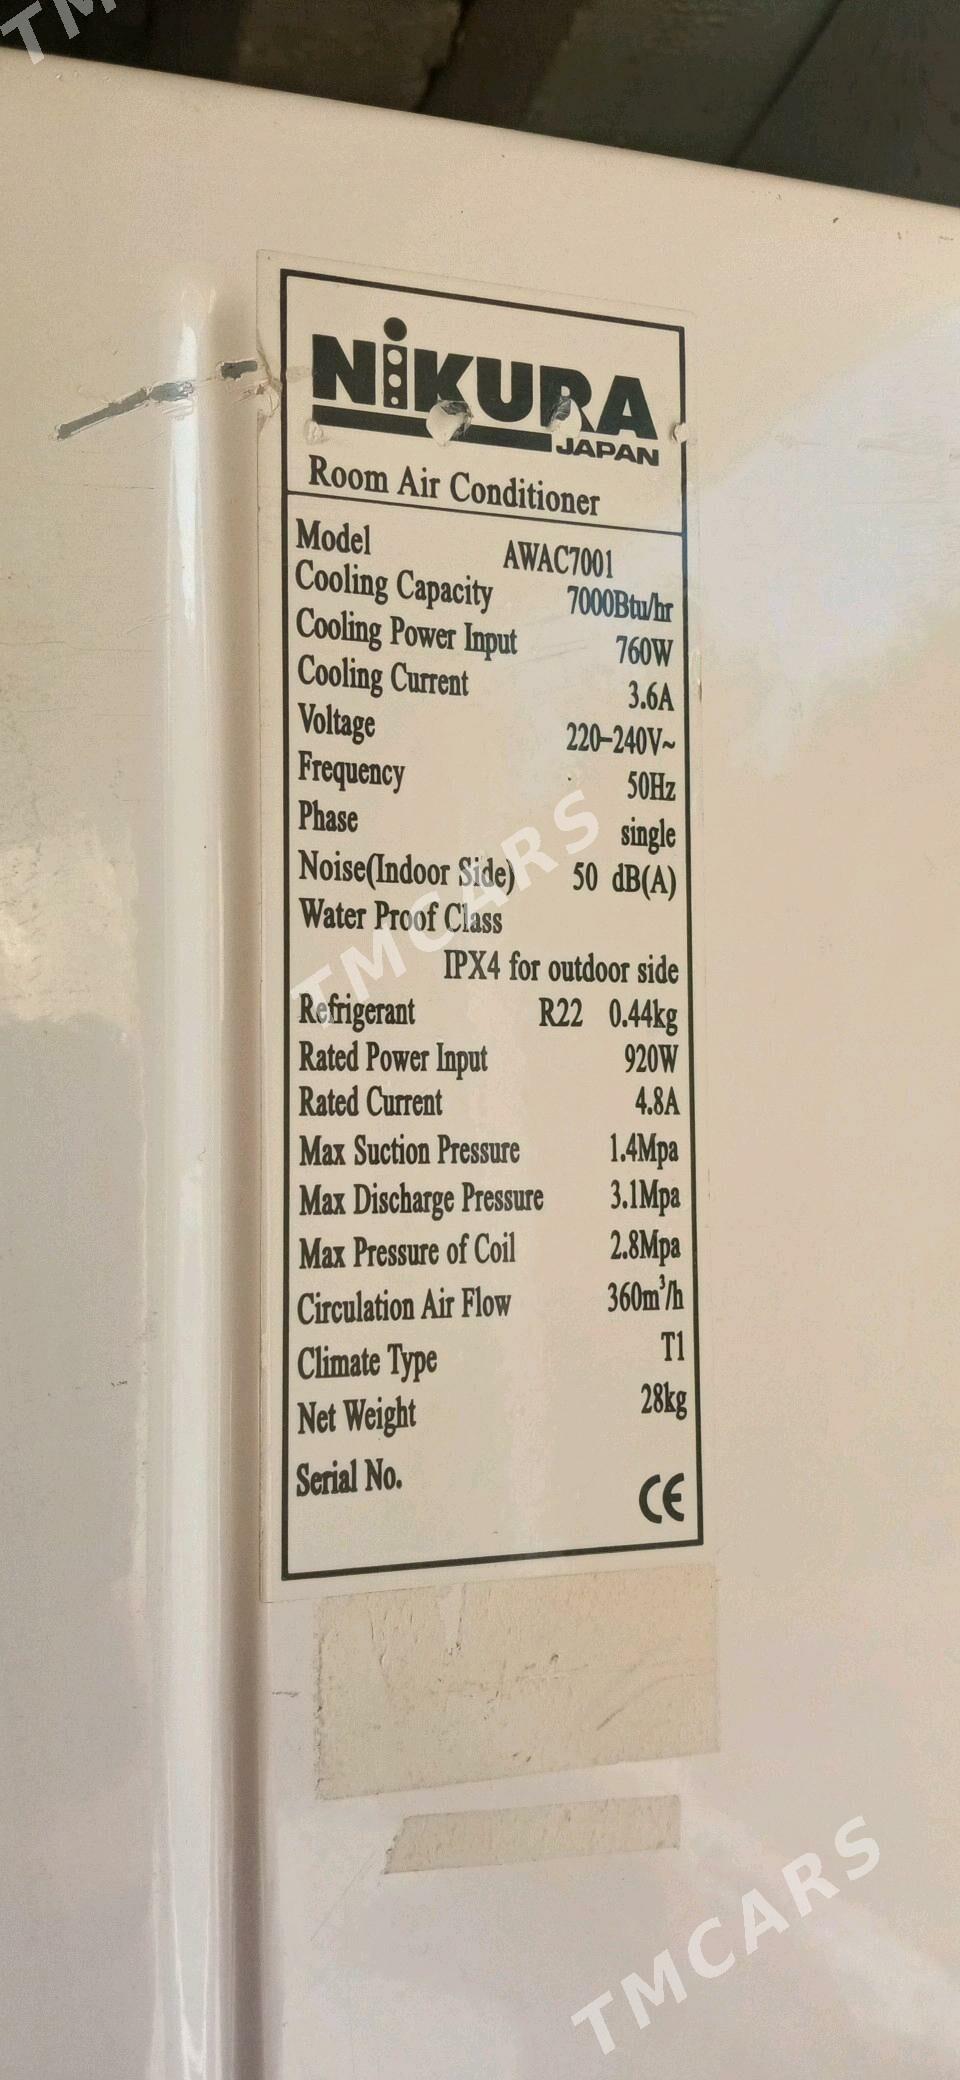 TM
NiKURA
JAPAN
Room Air Conditioner
Model AWAC7001
Cooling Capacity 7000Btu/hr
Cooling Power Input 760W
Cooling Current 3.6A
Voltage 220-240V~
Frequency 50Hz
Phase single
Noise(Indoor Side) 50 dB(A)
Water Proof Class
IPX4 for outdoor side
Refrigerant R22 0.44kg
Rated Power Input 920W
Rated Current 4.8A
Max Suction Pressure 1.4Mpa
Max Discharge Pressure 3.1Mpa
Max Pressure of Coil 2.8Mpa
Circulation Air Flow 360m³/h
Climate Type T1
Net Weight 28kg
Serial No.
CE
TMCARS
TMCARS